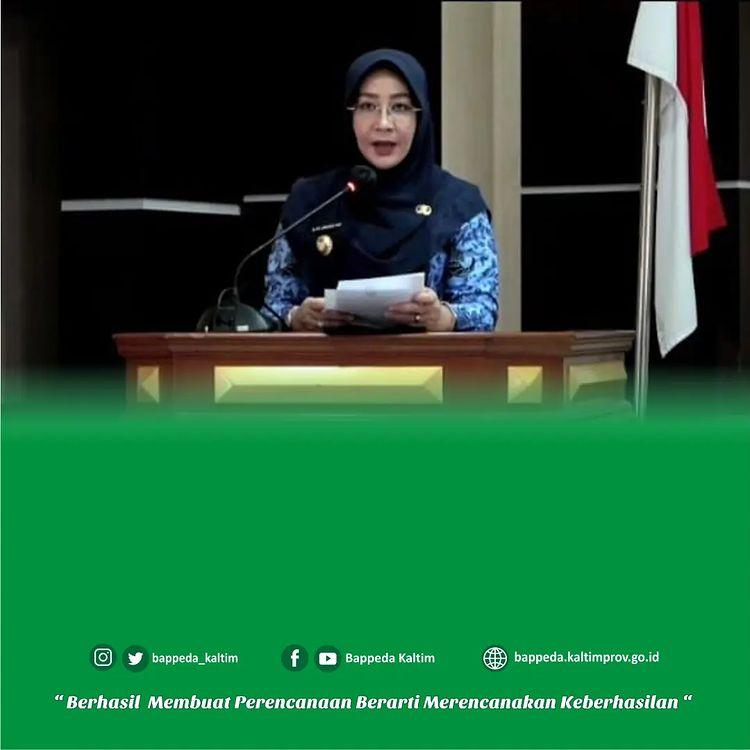 bappeda_kaltim
Bappeda Kaltim
bappeda.kaltimprov.go.id
“ Berhasil Membuat Perencanaan Berarti Merencanakan Keberhasilan “